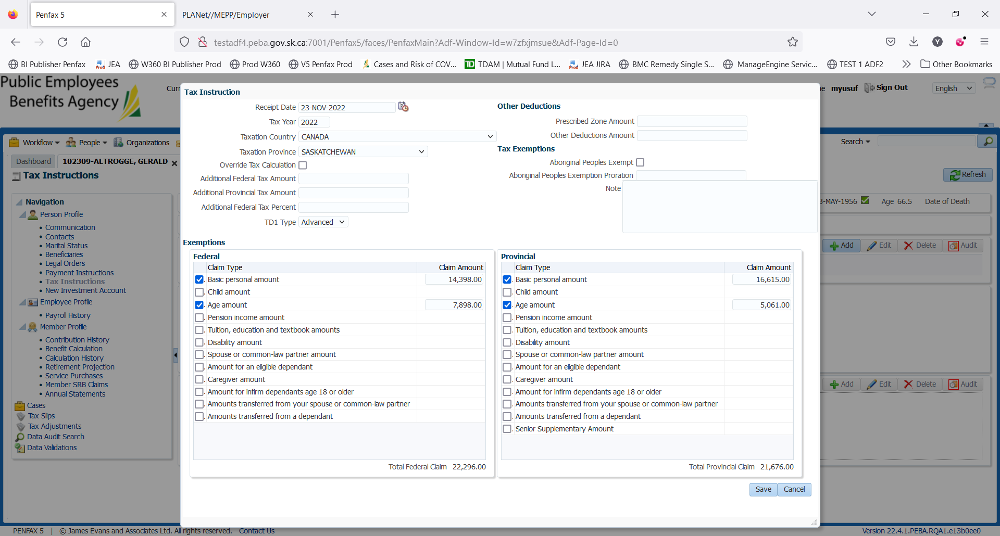 Penfax 5
PLANet//MEPP/Employer
testadf4.peba.gov.sk.ca:7001/Penfax5/faces/PenfaxMain?Adf-Window-Id=w7zfxjmsue&Adf-Page-Id=0
Y
BI Publisher Penfax
Prod JEA
W360 BI Publisher Prod
Prod W360
V5 Penfax Prod
Cases and Risk of COV...
TD TDAM | Mutual Fund L...
Prod JEA JIRA
BMC Remedy Single S...
ManageEngine Servic...
TEST 1 ADF2
Other Bookmarks
Public Employees
Benefits Agency
Curr
myusuf
Sign Out
English
Workflow
People
Organizations
Search
Dashboard
102309-ALTROGGE, GERALD
Tax Instructions
Refresh
Navigation
Person Profile
Communication
Contacts
Marital Status
Beneficiaries
Legal Orders
Payment Instructions
Tax Instructions
New Investment Account
Employee Profile
Payroll History
Member Profile
Contribution History
Benefit Calculation
Calculation History
Retirement Projection
Service Purchases
Member SRB Claims
Annual Statements
Cases
Tax Slips
Tax Adjustments
Data Audit Search
Data Validations
Tax Instruction
Receipt Date 23-NOV-2022
Tax Year 2022
Taxation Country CANADA
Taxation Province SASKATCHEWAN
Override Tax Calculation
Additional Federal Tax Amount
Additional Provincial Tax Amount
Additional Federal Tax Percent
TD1 Type Advanced
Other Deductions
Prescribed Zone Amount
Other Deductions Amount
Tax Exemptions
Aboriginal Peoples Exempt
Aboriginal Peoples Exemption Proration
Note
Exemptions
Federal
Claim Type Claim Amount
Basic personal amount 14,398.00
Child amount
Age amount 7,898.00
Pension income amount
Tuition, education and textbook amounts
Disability amount
Spouse or common-law partner amount
Amount for an eligible dependant
Caregiver amount
Amount for infirm dependants age 18 or older
Amounts transferred from your spouse or common-law partner
Amounts transferred from a dependant
Total Federal Claim 22,296.00
Provincial
Claim Type Claim Amount
Basic personal amount 16,615.00
Child amount
Age amount 5,061.00
Pension income amount
Tuition, education and textbook amounts
Disability amount
Spouse or common-law partner amount
Amount for an eligible dependant
Caregiver amount
Amount for infirm dependants age 18 or older
Amounts transferred from your spouse or common-law partner
Amounts transferred from a dependant
Senior Supplementary Amount
Total Provincial Claim 21,676.00
Save Cancel
-MAY-1956 Age 66.5 Date of Death
Add Edit Delete Audit
Add Edit Delete Audit
PENFAX 5 | © James Evans and Associates Ltd. All rights reserved. Contact Us
Version 22.4.1.PEBA.RQA1.e13b0ee0